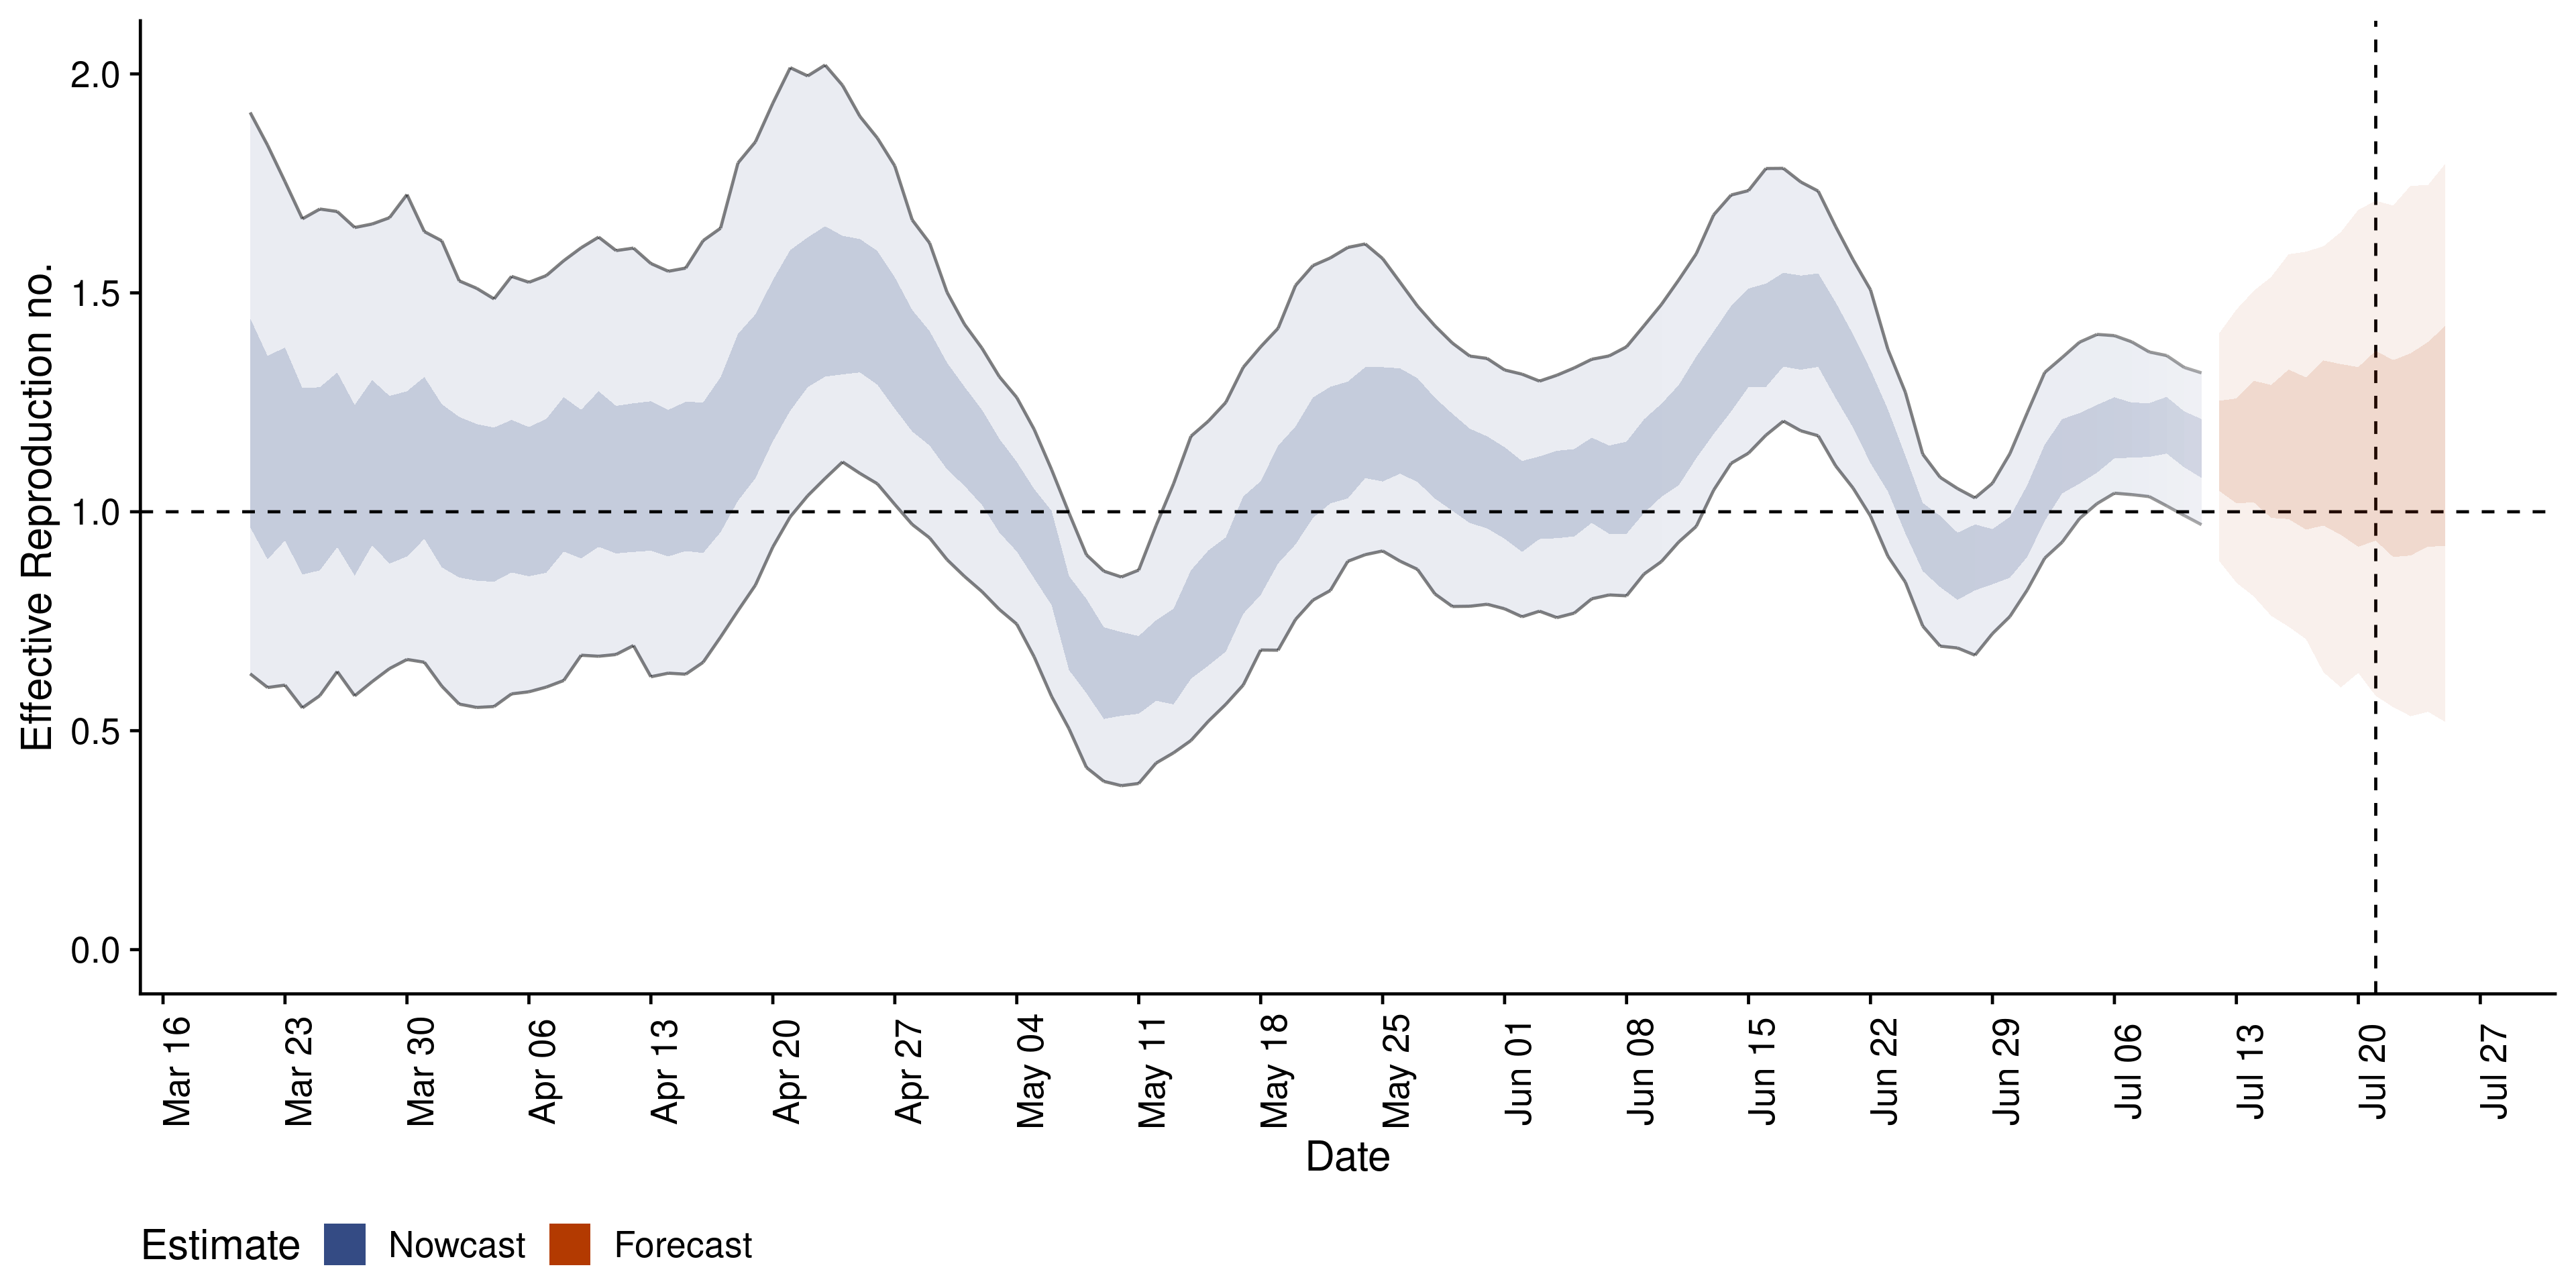 Effective Reproduction no.
2.0
1.5
1.0
0.5
0.0
Mar 16
Mar 23
Mar 30
Apr 06
Apr 13
Apr 20
Apr 27
May 04
May 11
May 18
May 25
Jun 01
Jun 08
Jun 15
Jun 22
Jun 29
Jul 06
Jul 13
Jul 20
Jul 27
Date
Estimate Nowcast Forecast